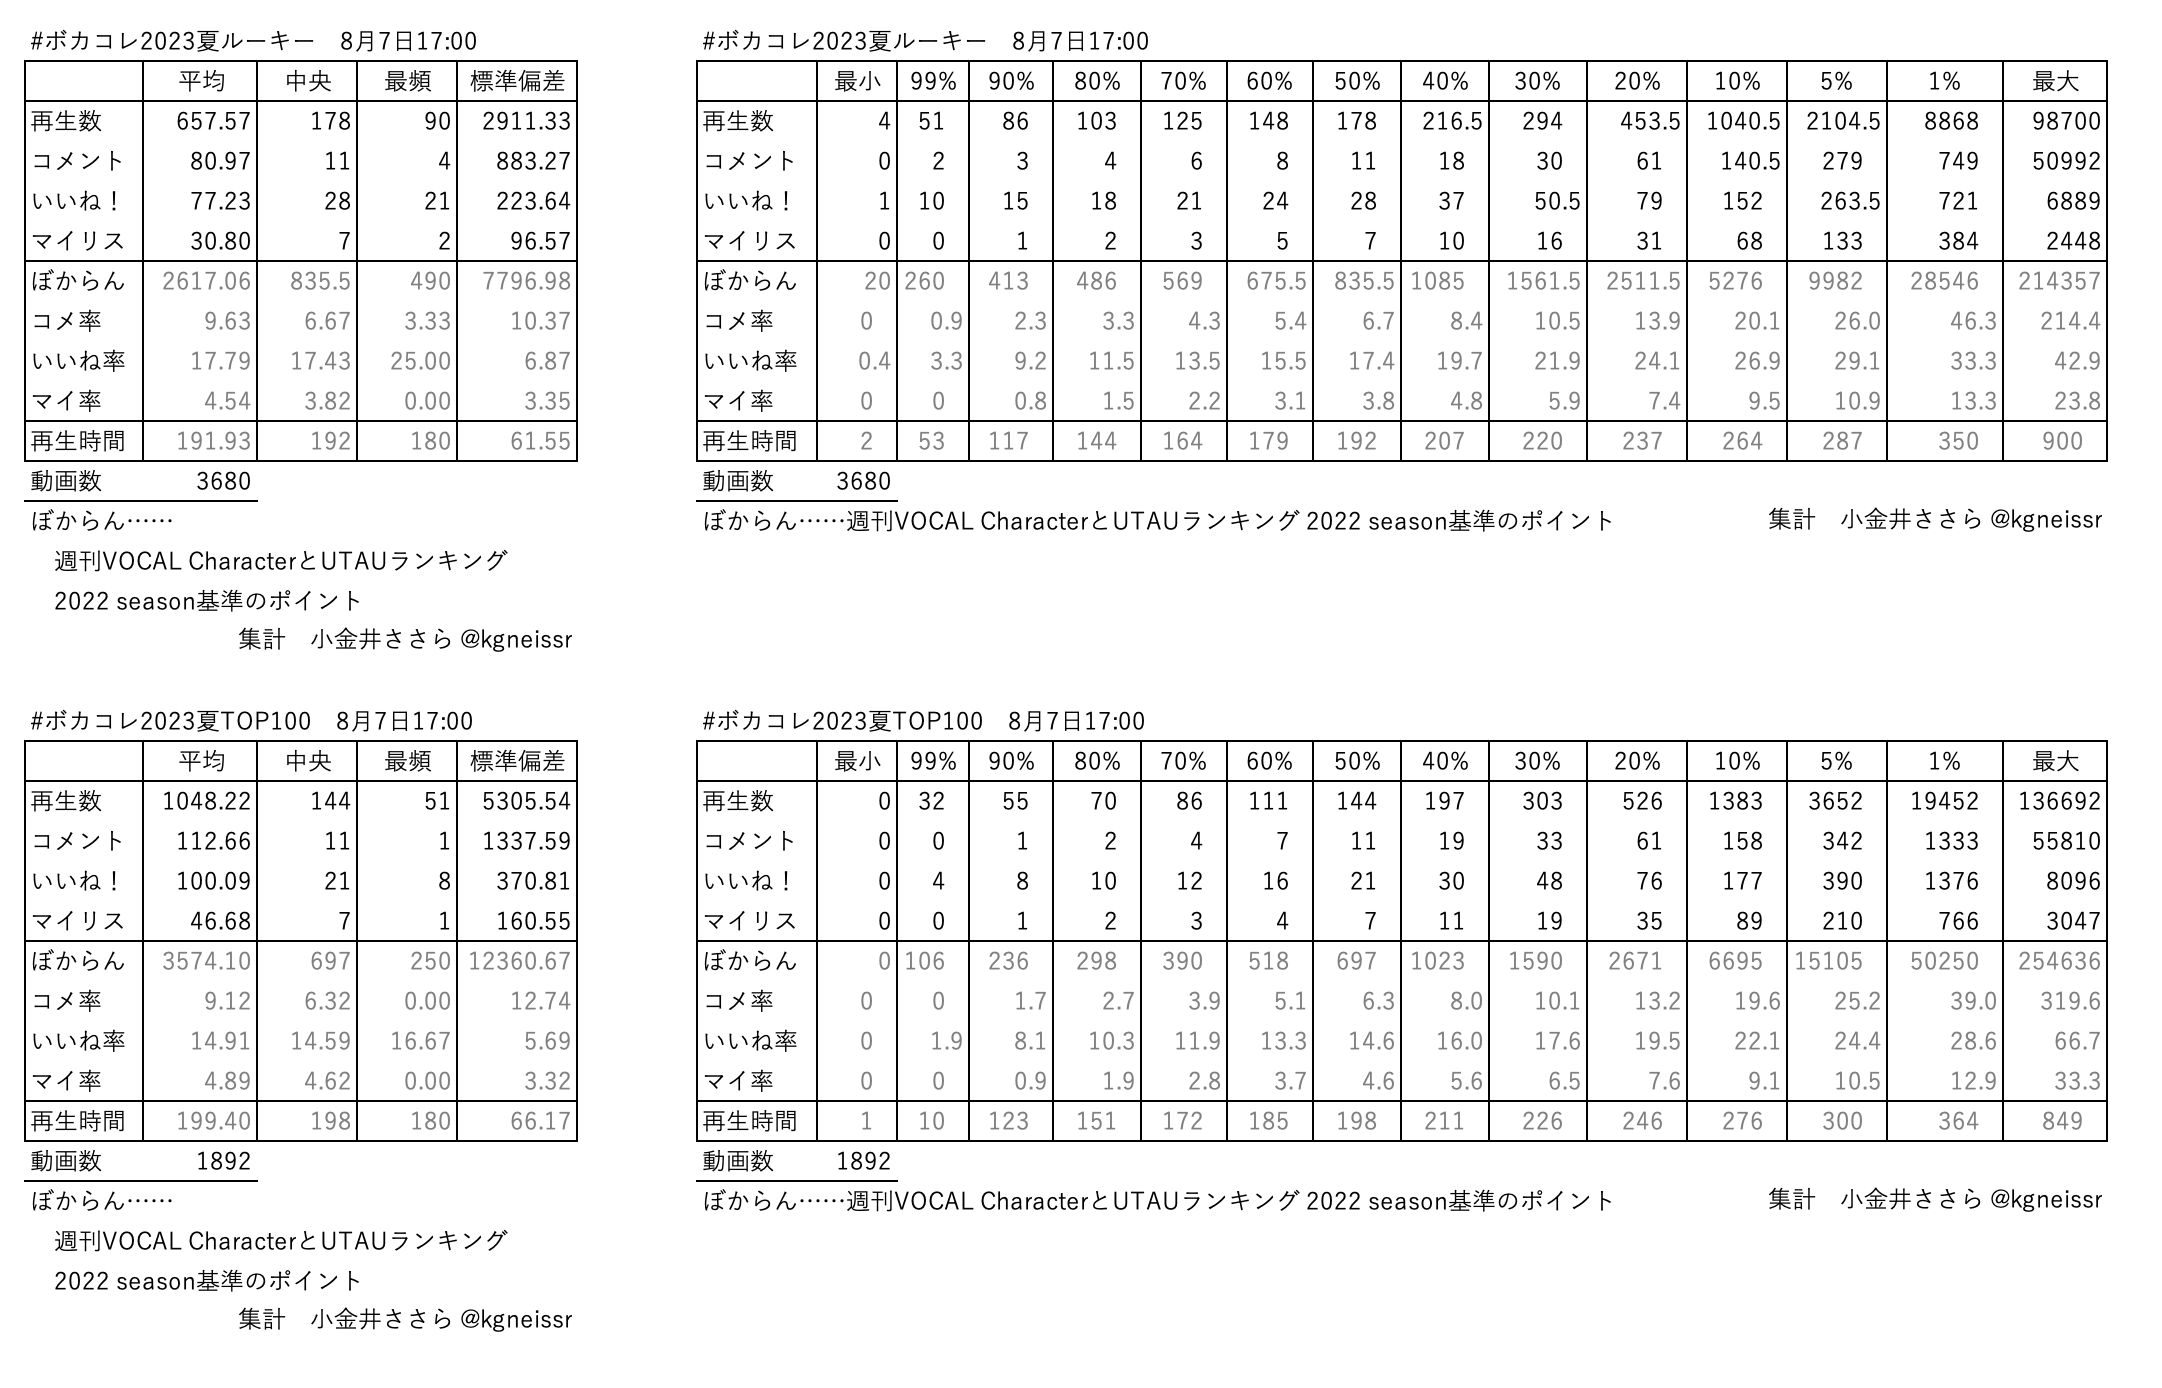 #ボカコレ2023夏ルーキー　8月7日17:00
平均 中央 最頻 標準偏差
再生数 657.57 178 90 2911.33
コメント 80.97 11 4 883.27
いいね！ 77.23 28 21 223.64
マイリス 30.80 7 2 96.57
ぼからん 2617.06 835.5 490 7796.98
コメ率 9.63 6.67 3.33 10.37
いいね率 17.79 17.43 25.00 6.87
マイ率 4.54 3.82 0.00 3.35
再生時間 191.93 192 180 61.55
動画数 3680
ぼからん……
週刊VOCAL CharacterとUTAUランキング
2022 season基準のポイント
集計　小金井ささら @kgneissr
#ボカコレ2023夏ルーキー　8月7日17:00
最小 99% 90% 80% 70% 60% 50% 40% 30% 20% 10% 5% 1% 最大
再生数 4 51 86 103 125 148 178 216.5 294 453.5 1040.5 2104.5 8868 98700
コメント 0 2 3 4 6 8 11 18 30 61 140.5 279 749 50992
いいね！ 1 10 15 18 21 24 28 37 50.5 79 152 263.5 721 6889
マイリス 0 0 1 2 3 5 7 10 16 31 68 133 384 2448
ぼからん 20 260 413 486 569 675.5 835.5 1085 1561.5 2511.5 5276 9982 28546 214357
コメ率 0 0.9 2.3 3.3 4.3 5.4 6.7 8.4 10.5 13.9 20.1 26.0 46.3 214.4
いいね率 0.4 3.3 9.2 11.5 13.5 15.5 17.4 19.7 21.9 24.1 26.9 29.1 33.3 42.9
マイ率 0 0 0.8 1.5 2.2 3.1 3.8 4.8 5.9 7.4 9.5 10.9 13.3 23.8
再生時間 2 53 117 144 164 179 192 207 220 237 264 287 350 900
動画数 3680
ぼからん……週刊VOCAL CharacterとUTAUランキング 2022 season基準のポイント 集計　小金井ささら @kgneissr
#ボカコレ2023夏TOP100　8月7日17:00
平均 中央 最頻 標準偏差
再生数 1048.22 144 51 5305.54
コメント 112.66 11 1 1337.59
いいね！ 100.09 21 8 370.81
マイリス 46.68 7 1 160.55
ぼからん 3574.10 697 250 12360.67
コメ率 9.12 6.32 0.00 12.74
いいね率 14.91 14.59 16.67 5.69
マイ率 4.89 4.62 0.00 3.32
再生時間 199.40 198 180 66.17
動画数 1892
ぼからん……
週刊VOCAL CharacterとUTAUランキング
2022 season基準のポイント
集計　小金井ささら @kgneissr
#ボカコレ2023夏TOP100　8月7日17:00
最小 99% 90% 80% 70% 60% 50% 40% 30% 20% 10% 5% 1% 最大
再生数 0 32 55 70 86 111 144 197 303 526 1383 3652 19452 136692
コメント 0 0 1 2 4 7 11 19 33 61 158 342 1333 55810
いいね！ 0 4 8 10 12 16 21 30 48 76 177 390 1376 8096
マイリス 0 0 1 2 3 4 7 11 19 35 89 210 766 3047
ぼからん 0 106 236 298 390 518 697 1023 1590 2671 6695 15105 50250 254636
コメ率 0 0 1.7 2.7 3.9 5.1 6.3 8.0 10.1 13.2 19.6 25.2 39.0 319.6
いいね率 0 1.9 8.1 10.3 11.9 13.3 14.6 16.0 17.6 19.5 22.1 24.4 28.6 66.7
マイ率 0 0 0.9 1.9 2.8 3.7 4.6 5.6 6.5 7.6 9.1 10.5 12.9 33.3
再生時間 1 10 123 151 172 185 198 211 226 246 276 300 364 849
動画数 1892
ぼからん……週刊VOCAL CharacterとUTAUランキング 2022 season基準のポイント 集計　小金井ささら @kgneissr